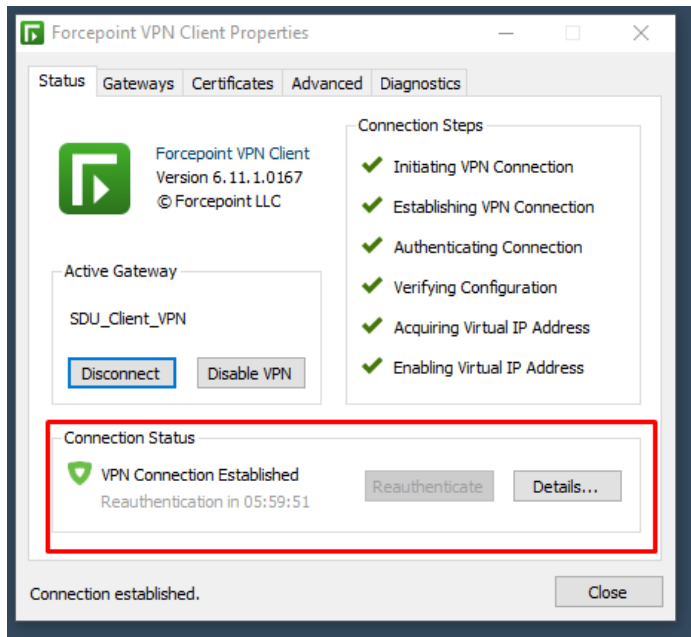 Forcepoint VPN Client Properties
Status Gateways Certificates Advanced Diagnostics
Forcepoint VPN Client
Version 6.11.1.0167
© Forcepoint LLC
Active Gateway
SDU_Client_VPN
Disconnect Disable VPN
Connection Steps
Initiating VPN Connection
Establishing VPN Connection
Authenticating Connection
Verifying Configuration
Acquiring Virtual IP Address
Enabling Virtual IP Address
Connection Status
VPN Connection Established
Reauthentication in 05:59:51
Reauthenticate Details...
Connection established.
Close